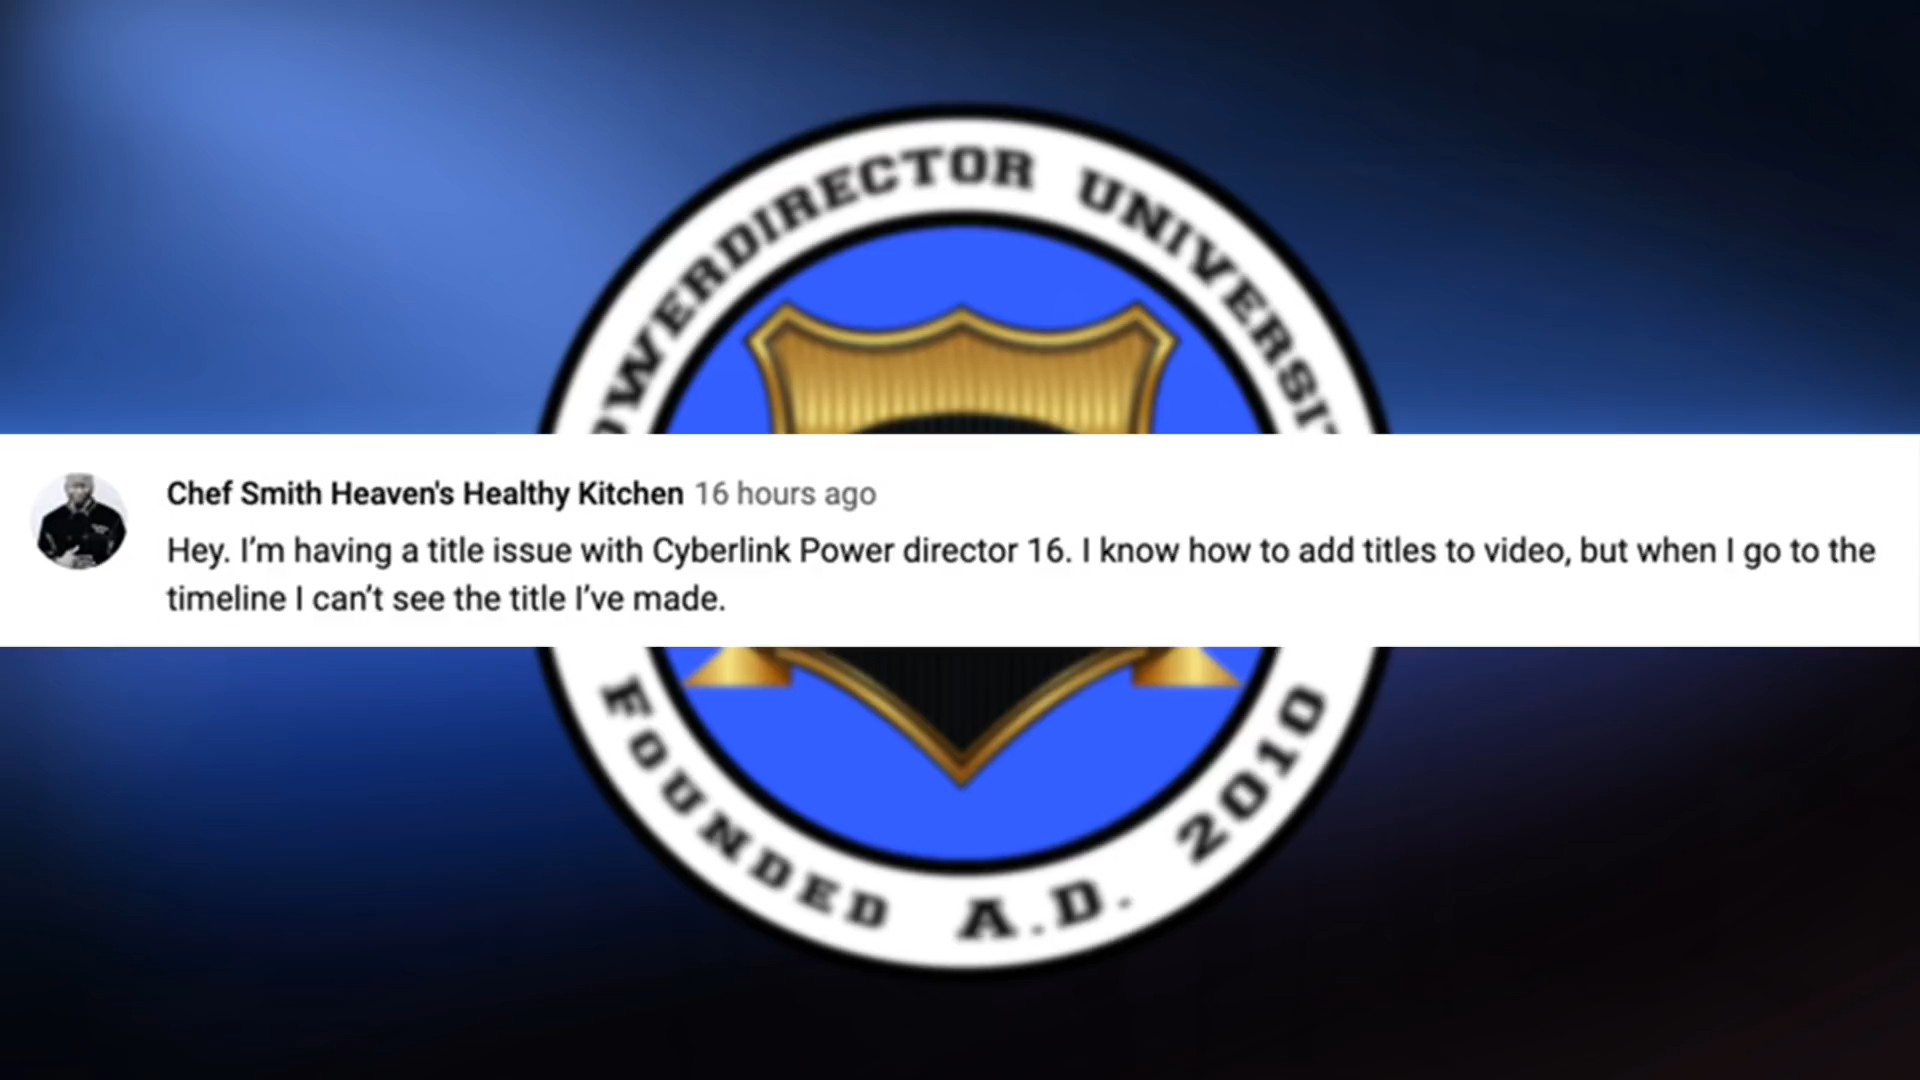 OWERDIRECTOR UNIVERSI
Chef Smith Heaven's Healthy Kitchen 16 hours ago
Hey. I’m having a title issue with Cyberlink Power director 16. I know how to add titles to video, but when I go to the
timeline I can’t see the title I’ve made.
FOUNDED A.D. 2010